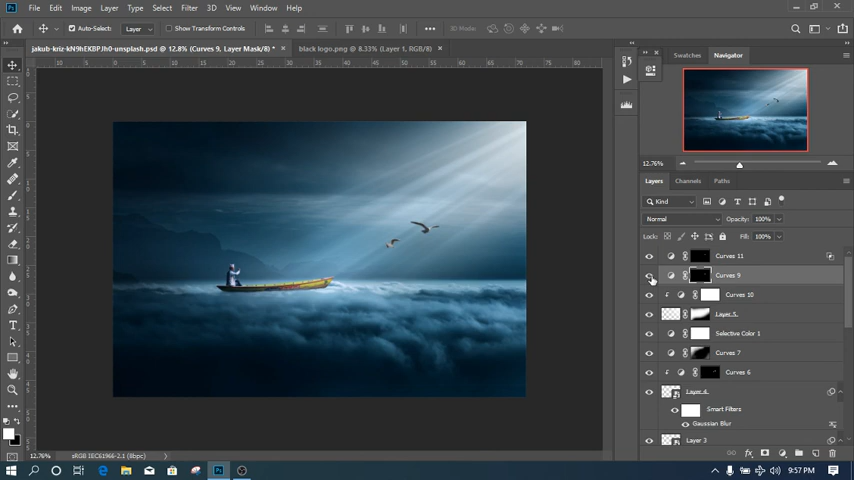 File Edit Image Layer Type Select Filter 3D View Window Help
Auto-Select: Layer Show Transform Controls 3D Mode:
jakub-kriz-kN9hEKBPJh0-unsplash.psd @ 12.8% (Curves 9, Layer Mask/8) * × black logo.png @ 8.33% (Layer 1, RGB/8) ×
Swatches Navigator
12.76%
Layers Channels Paths
Kind
Normal Opacity: 100%
Lock: Fill: 100%
Curves 11
Curves 9
Curves 10
Layer 5
Selective Color 1
Curves 7
Curves 6
Layer 4
Smart Filters
Gaussian Blur
Layer 3
12.76% sRGB IEC61966-2.1 (8bpc)
9:57 PM